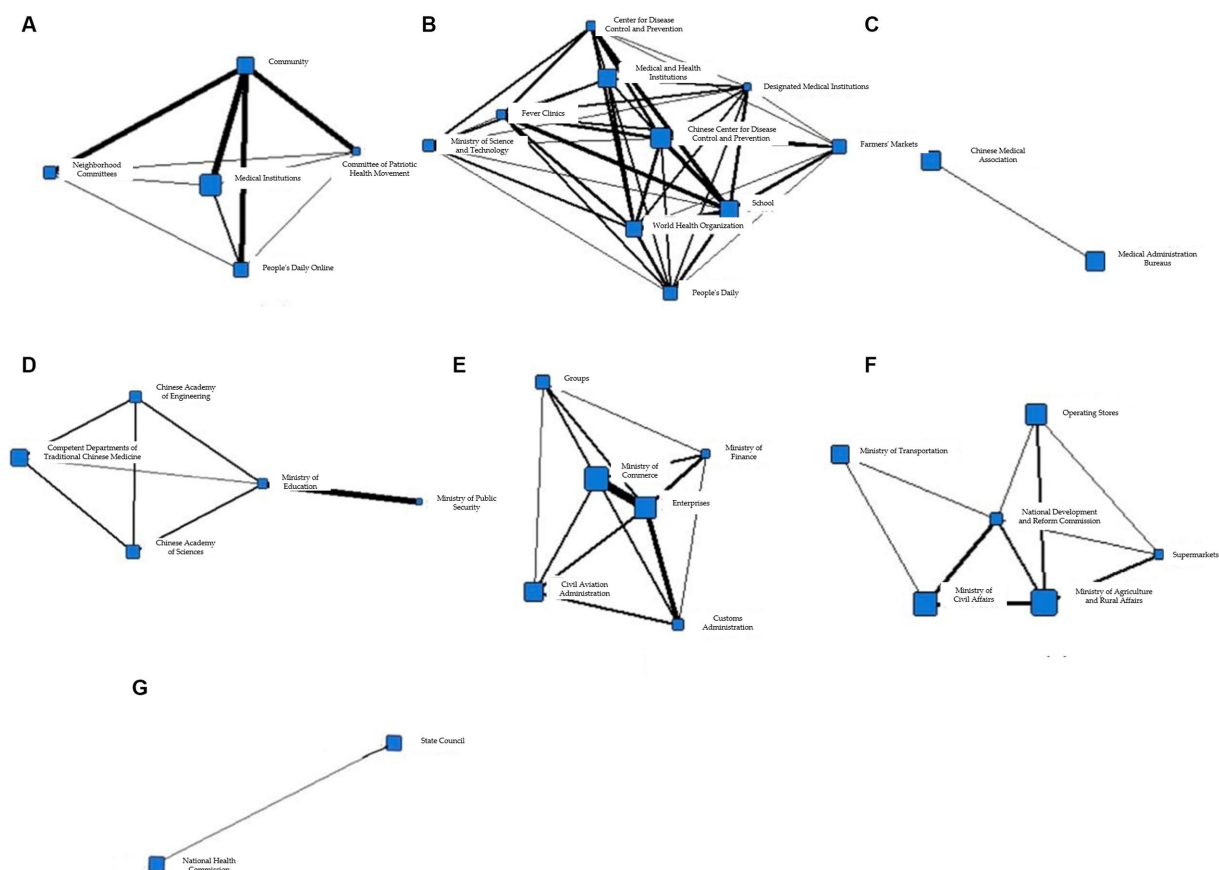 A
Community
Neighborhood
Committees
Medical Institutions
Committee of Patriotic
Health Movement
People's Daily Online
B
Center for Disease
Control and Prevention
Medical and Health
Institutions
Designated Medical Institutions
Fever Clinics
Ministry of Science
and Technology
Chinese Center for Disease
Control and Prevention
Farmers' Markets
School
World Health Organization
People's Daily
C
Chinese Medical
Association
Medical Administration
Bureaus
D
Chinese Academy
of Engineering
Competent Departments of
Traditional Chinese Medicine
Ministry of
Education
Ministry of Public
Security
Chinese Academy
of Sciences
E
Groups
Ministry of
Finance
Ministry of
Commerce
Enterprises
Civil Aviation
Administration
Customs
Administration
F
Operating Stores
Ministry of Transportation
National Development
and Reform Commission
Supermarkets
Ministry of
Civil Affairs
Ministry of Agriculture
and Rural Affairs
G
State Council
National Health
Commission